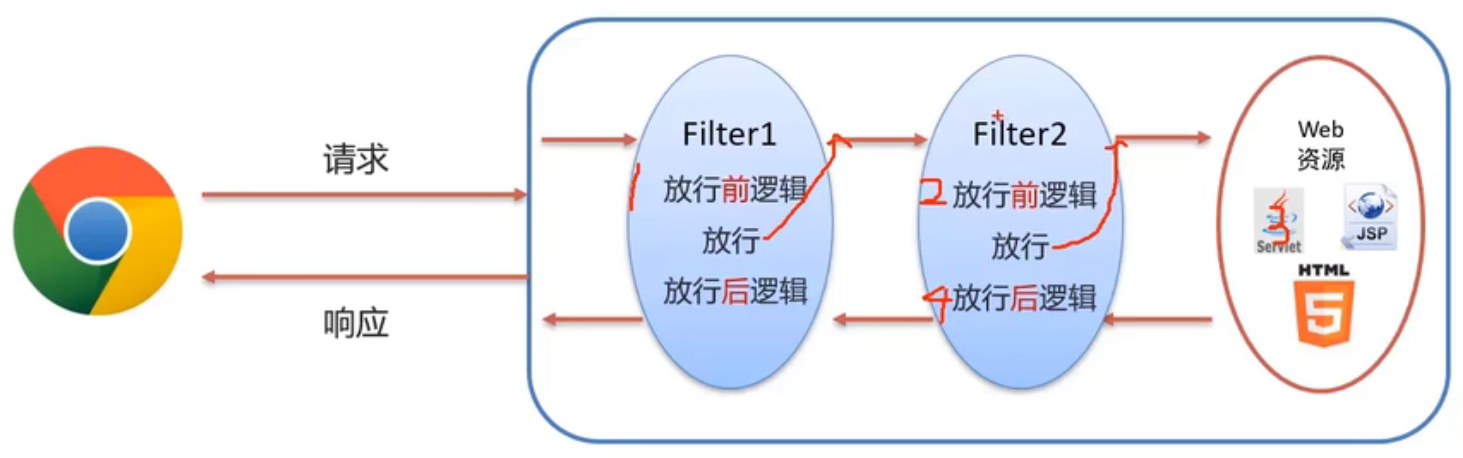 请求
响应
Filter1
1 放行前逻辑
放行
放行后逻辑
Filter2
2 放行前逻辑
放行
4 放行后逻辑
Web
资源
3
Servlet
JSP
HTML
5